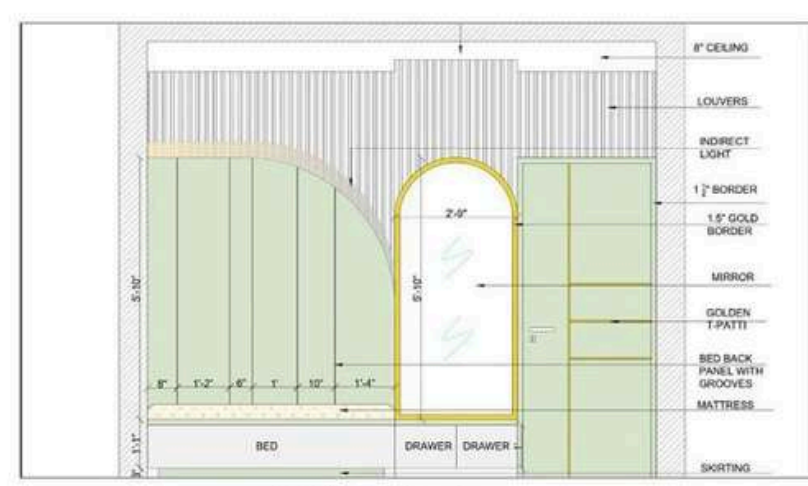 8" CEILING
LOUVERS
INDIRECT
LIGHT
1 ½" BORDER
1.5" GOLD
BORDER
2'-9"
MIRROR
5'-10"
5'-10"
GOLDEN
T-PATTI
BED BACK
PANEL WITH
GROOVES
8"
1'-2"
6"
1'
10"
1'-4"
MATTRESS
1'-1"
BED
DRAWER
DRAWER
3"
SKIRTING